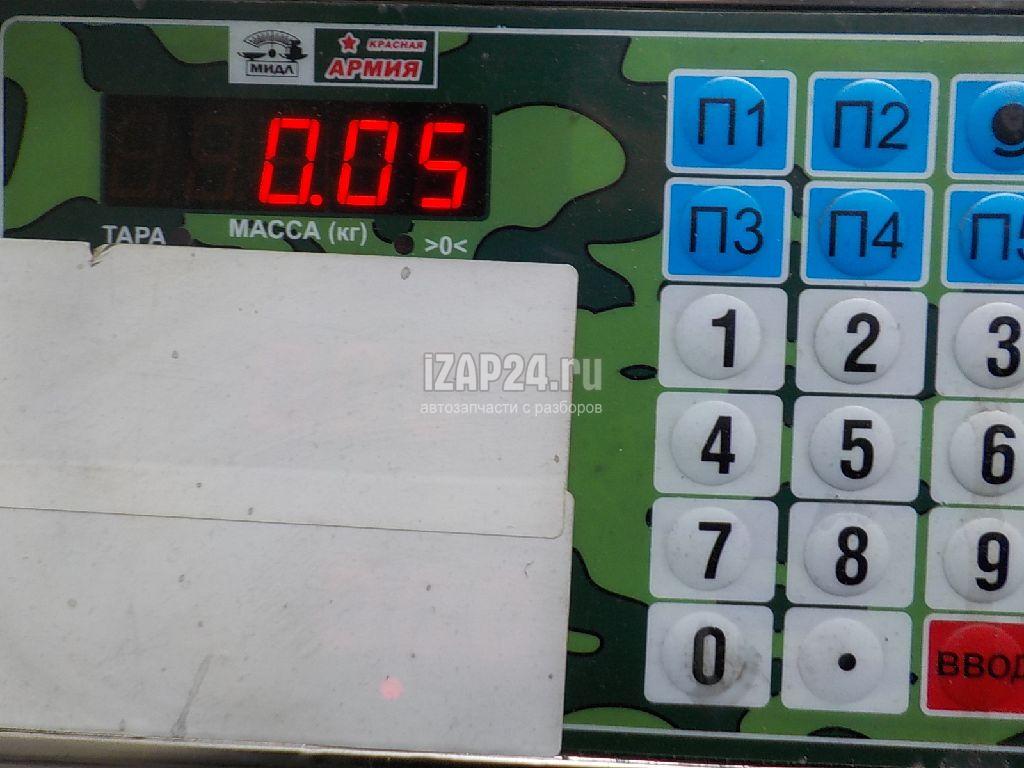 МИДЛ
КРАСНАЯ
АРМИЯ
0.05
ТАРА МАССА (кг) >0<
П1 П2
П3 П4 П5
1 2 3
4 5 6
7 8 9
0 .
ВВОД
iZAP24.ru
автозапчасти с разборов